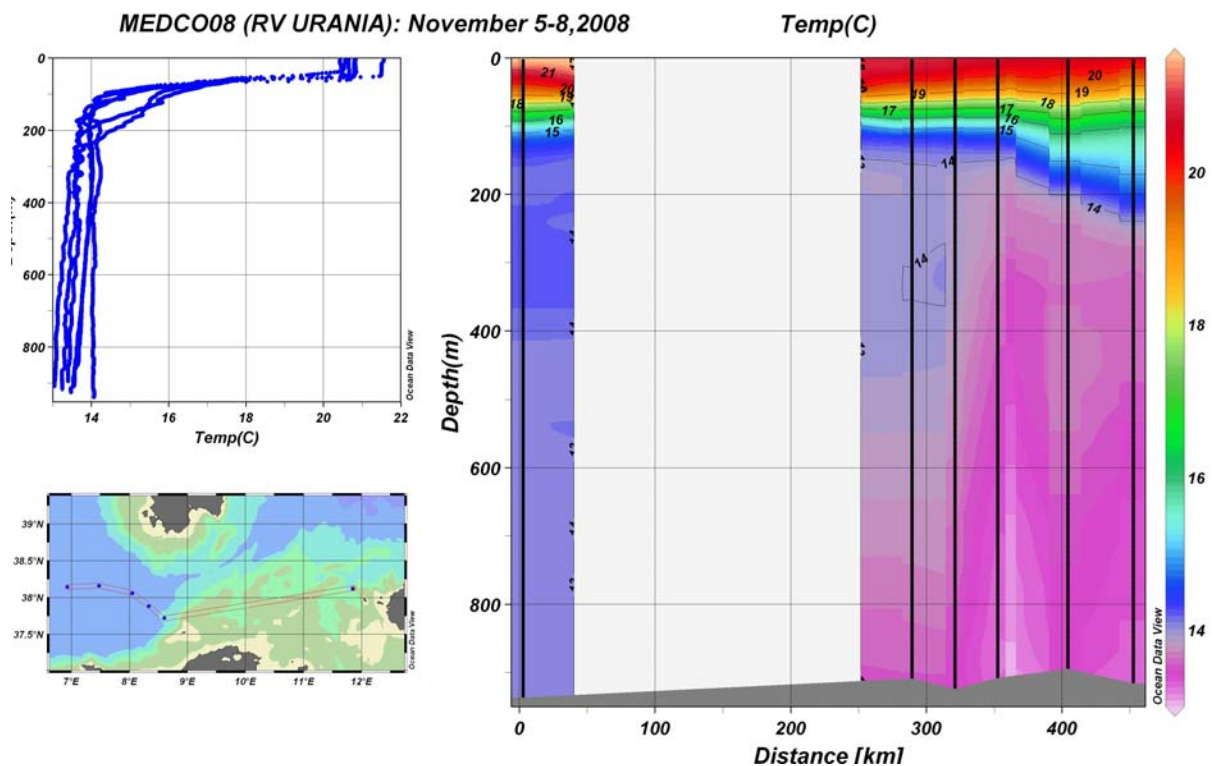 MEDCO08 (RV URANIA): November 5-8,2008
Temp(C)
0
200
400
600
800
14
16
18
20
22
Temp(C)
Ocean Data View
39°N
38.5°N
38°N
37.5°N
7°E
8°E
9°E
10°E
11°E
12°E
Ocean Data View
Depth(m)
0
200
400
600
800
0
100
200
300
400
Distance [km]
21
20
19
18
16
15
19
17
14
14
17
16
15
18
20
19
14
20
18
16
14
Ocean Data View